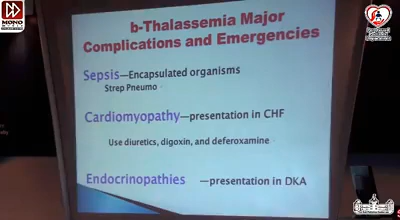 MONO
b-Thalassemia Major
Complications and Emergencies
Sepsis—Encapsulated organisms
Strep Pneumo
Cardiomyopathy—presentation in CHF
Use diuretics, digoxin, and deferoxamine
Endocrinopathies —presentation in DKA